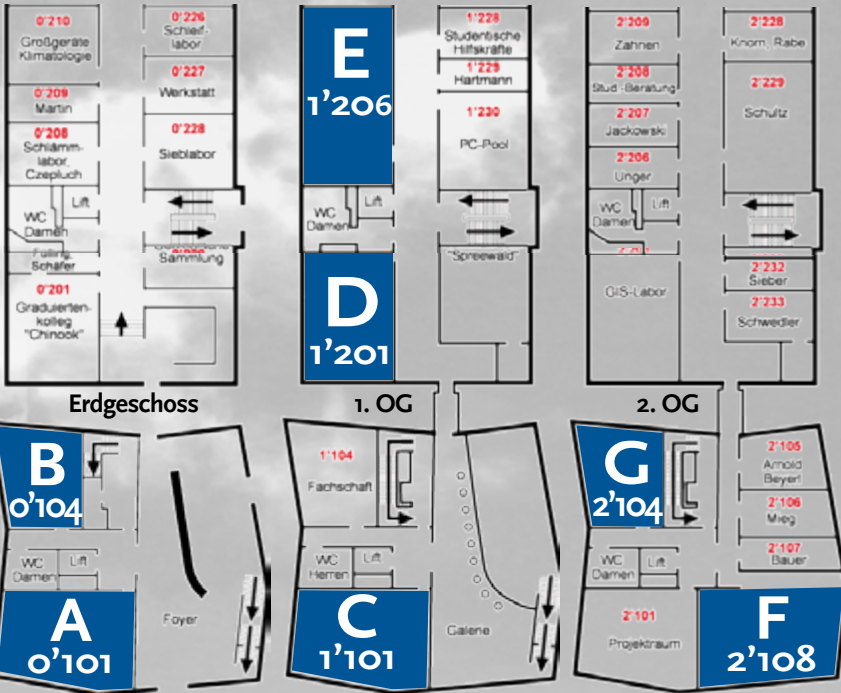 0'210
Großgeräte
Klimatologie
0'209
Martin
0'208
Schlämm-
labor,
Czepluch
WC
Damen
Lift
Fülling,
Schäfer
0'201
Graduierten-
kolleg
"Chinook"
0'226
Schleif-
labor
0'227
Werkstatt
0'228
Sieblabor
Sammlung
Erdgeschoss
B
0'104
WC
Damen
Lift
A
0'101
Foyer
E
1'206
WC
Damen
Lift
D
1'201
1'228
Studentische
Hilfskräfte
1'229
Hartmann
1'230
PC-Pool
"Spreewald"
1. OG
1'104
Fachschaft
WC
Herren
Lift
C
1'101
Galerie
2'209
Zahnen
2'208
Stud.-Beratung
2'207
Jackowski
2'206
Unger
WC
Damen
Lift
GIS-Labor
2'228
Knorn, Rabe
2'229
Schultz
2'232
Sieber
2'233
Schwedler
2. OG
G
2'104
2'105
Arnold
Beyerl
2'106
Mieg
2'107
Bauer
WC
Damen
Lift
2'101
Projektraum
F
2'108